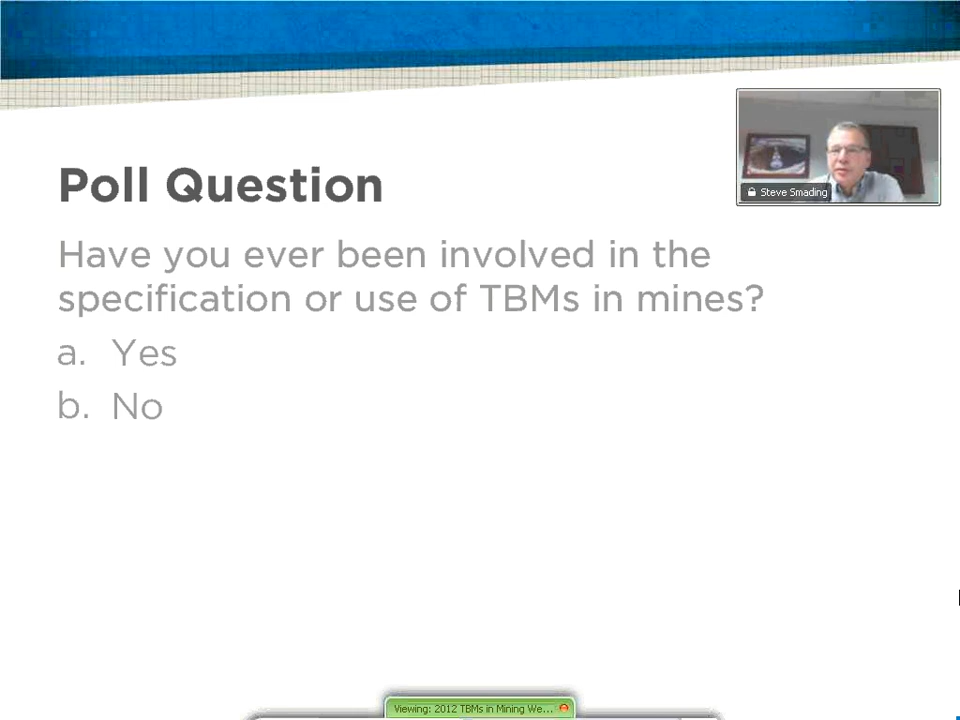 Steve Smading
Poll Question
Have you ever been involved in the
specification or use of TBMs in mines?
a. Yes
b. No
Viewing: 2012 TBMs in Mining We...